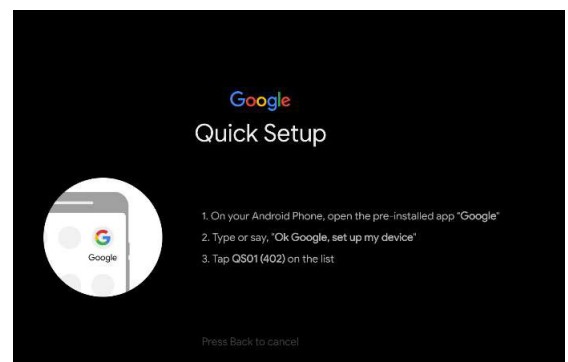 Google
Quick Setup
1. On your Android Phone, open the pre-installed app "Google"
2. Type or say, "Ok Google, set up my device"
3. Tap QS01 (402) on the list
G
Google
Press Back to cancel